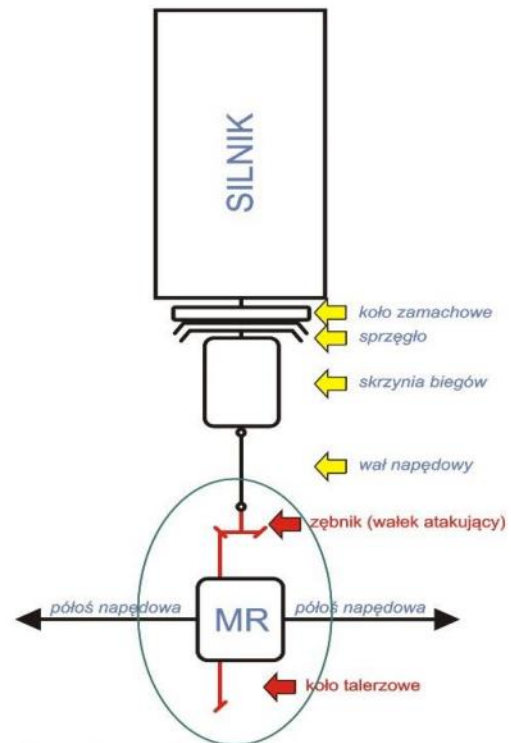 SILNIK
koło zamachowe
sprzęgło
skrzynia biegów
wał napędowy
zębnik (wałek atakujący)
półoś napędowa
MR
półoś napędowa
koło talerzowe